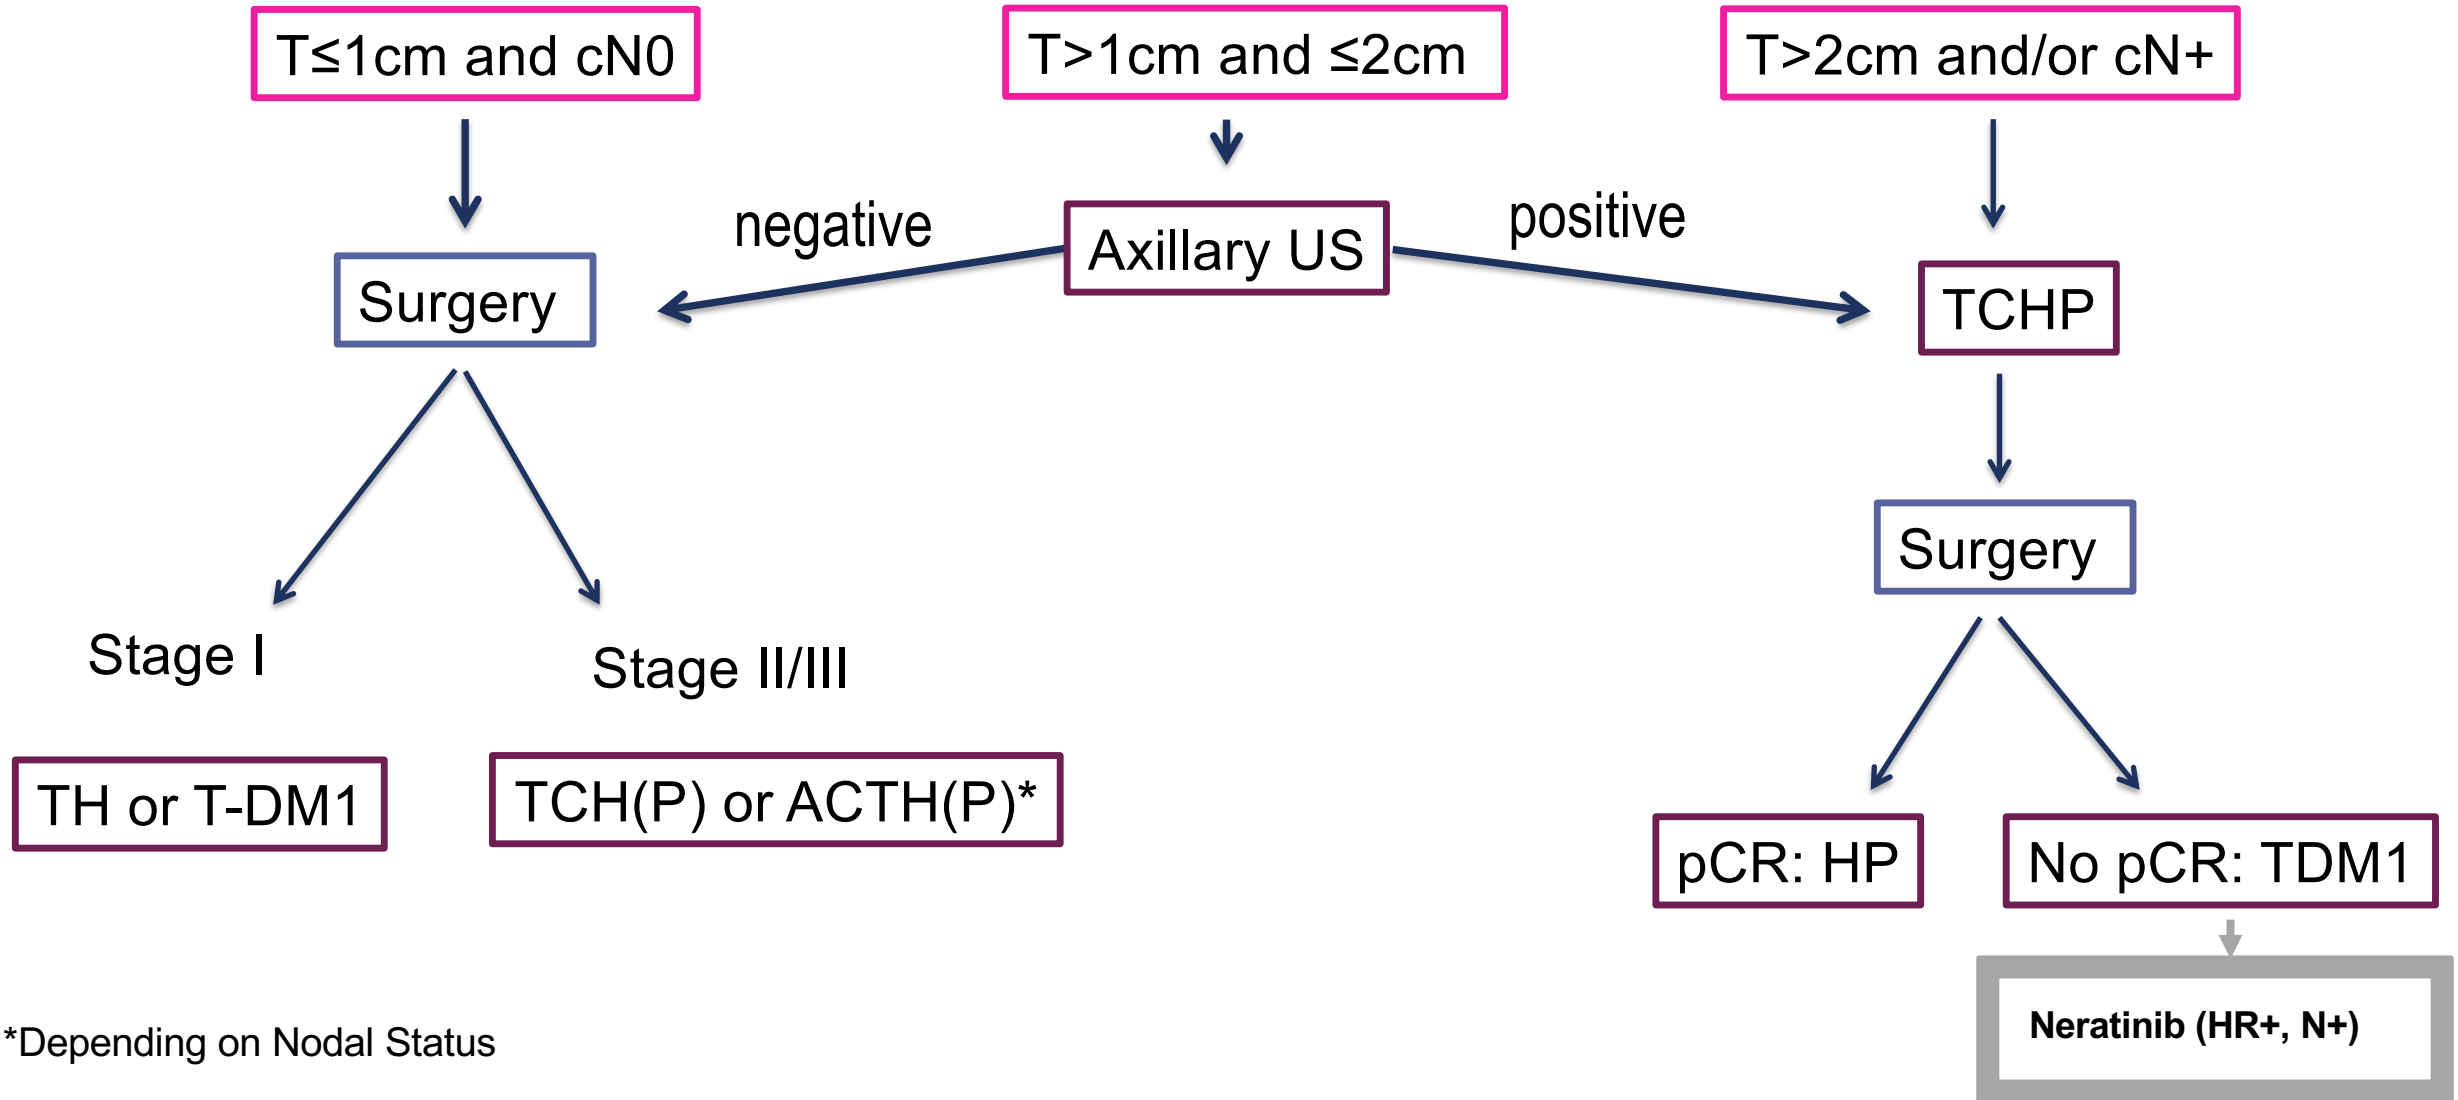 T≤1cm and cN0
T>1cm and ≤2cm
T>2cm and/or cN+
negative
Axillary US
positive
Surgery
TCHP
Surgery
Stage I
Stage II/III
TH or T-DM1
TCH(P) or ACTH(P)*
pCR: HP
No pCR: TDM1
Neratinib (HR+, N+)
*Depending on Nodal Status